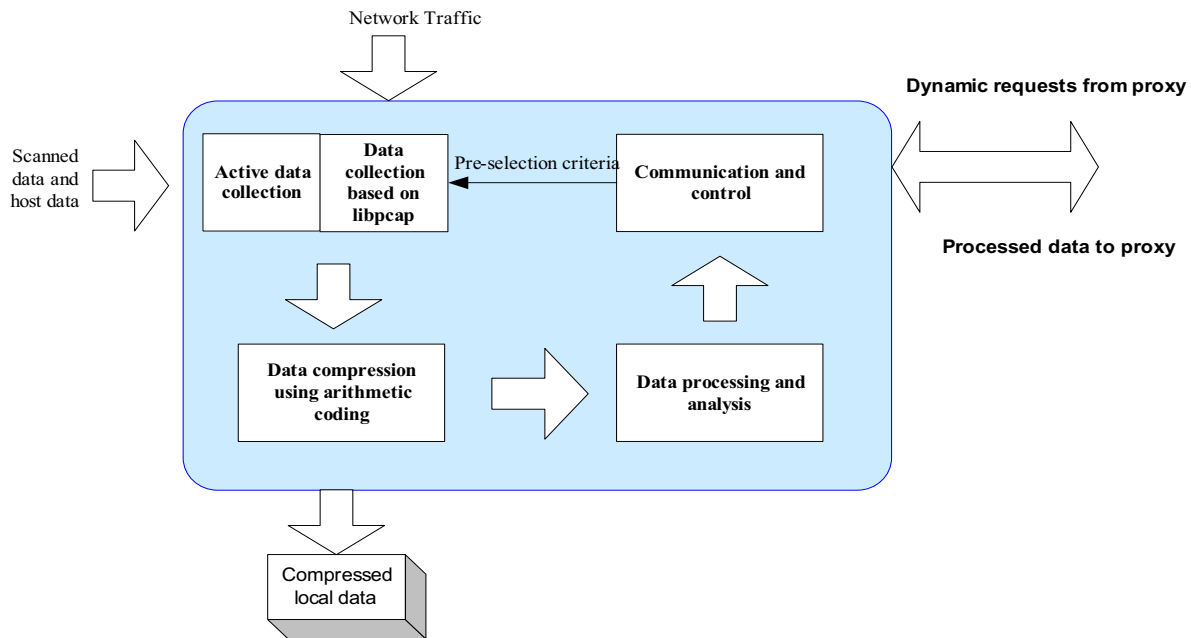 Network Traffic
Dynamic requests from proxy
Scanned
data and
host data
Active data
collection
Data
collection
based on
libpcap
Pre-selection criteria
Communication and
control
Processed data to proxy
Data compression
using arithmetic
coding
Data processing and
analysis
Compressed
local data